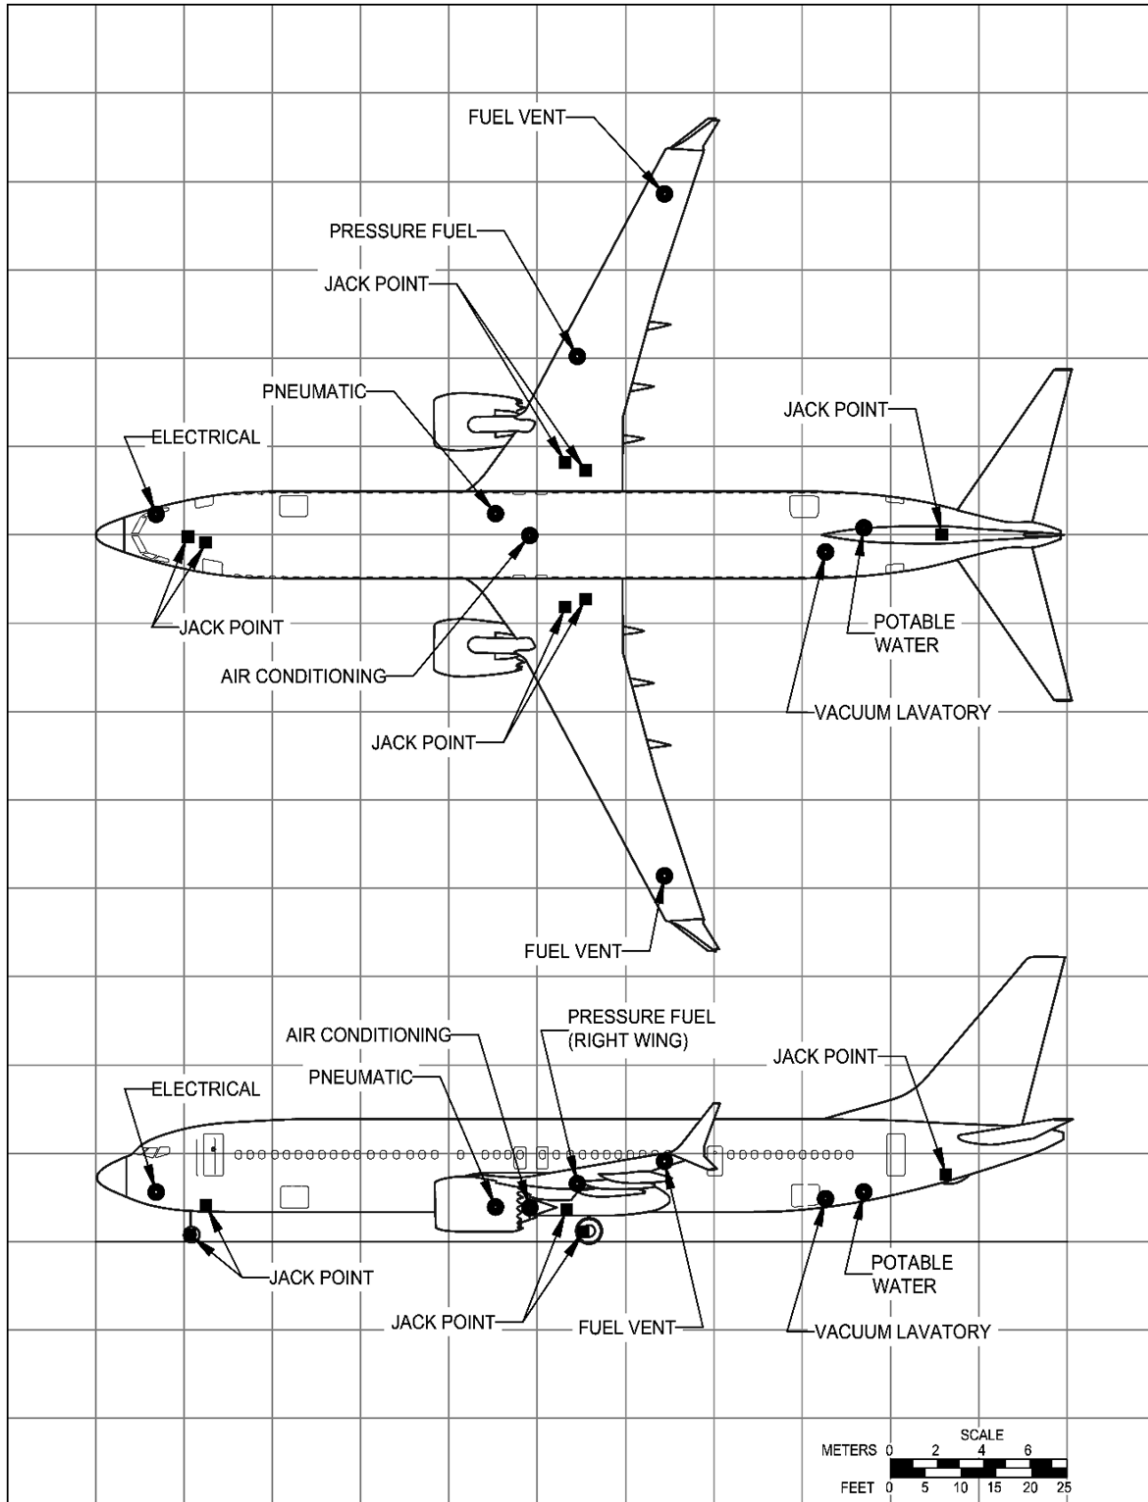 FUEL VENT
PRESSURE FUEL
JACK POINT
PNEUMATIC
JACK POINT
ELECTRICAL
JACK POINT
POTABLE
WATER
AIR CONDITIONING
VACUUM LAVATORY
JACK POINT
FUEL VENT
PRESSURE FUEL
(RIGHT WING)
AIR CONDITIONING
JACK POINT
PNEUMATIC
ELECTRICAL
POTABLE
WATER
JACK POINT
JACK POINT
FUEL VENT
VACUUM LAVATORY
SCALE
METERS 0 2 4 6
FEET 0 5 10 15 20 25